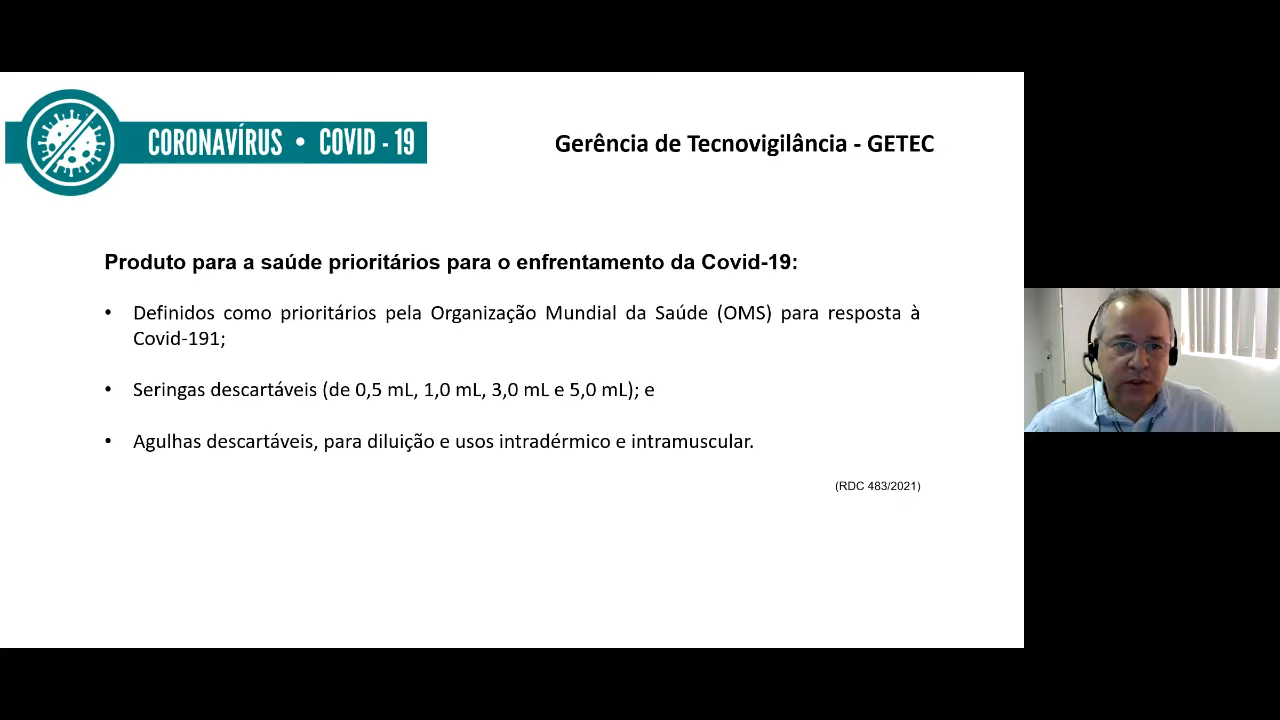 CORONAVÍRUS • COVID - 19
Gerência de Tecnovigilância - GETEC
Produto para a saúde prioritários para o enfrentamento da Covid-19:
• Definidos como prioritários pela Organização Mundial da Saúde (OMS) para resposta à
Covid-191;
• Seringas descartáveis (de 0,5 mL, 1,0 mL, 3,0 mL e 5,0 mL); e
• Agulhas descartáveis, para diluição e usos intradérmico e intramuscular.
(RDC 483/2021)